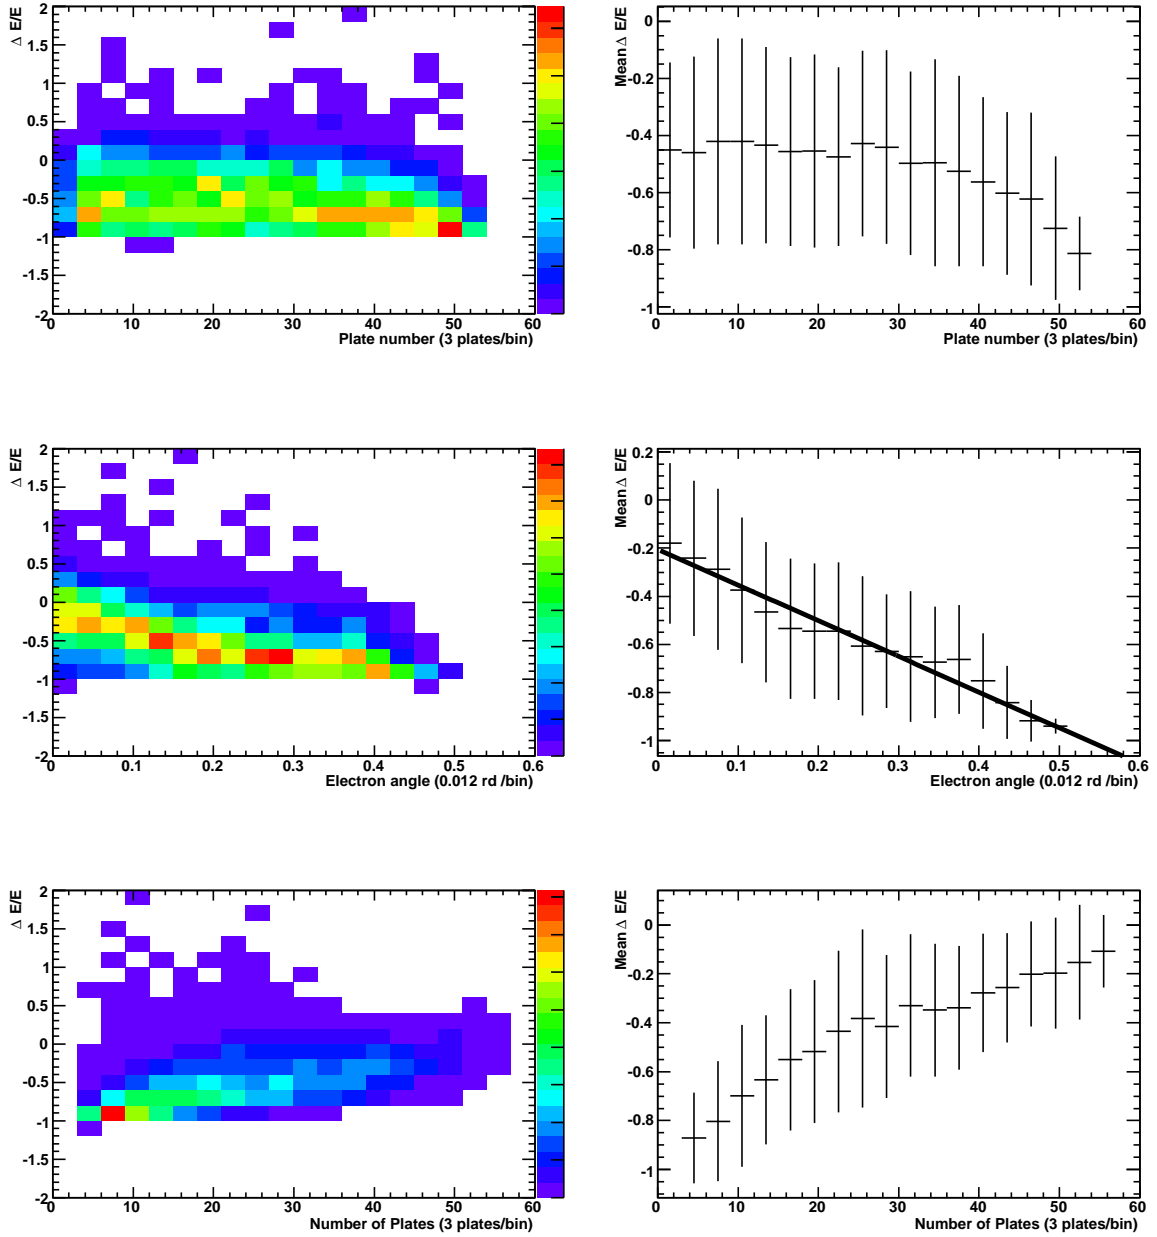 Δ E/E
2
1.5
1
0.5
0
-0.5
-1
-1.5
-2
0 10 20 30 40 50 60
Plate number (3 plates/bin)
Mean Δ E/E
0
-0.2
-0.4
-0.6
-0.8
-1
0 10 20 30 40 50 60
Plate number (3 plates/bin)
Δ E/E
2
1.5
1
0.5
0
-0.5
-1
-1.5
-2
0 0.1 0.2 0.3 0.4 0.5 0.6
Electron angle (0.012 rd /bin)
Mean Δ E/E
0.2
0
-0.2
-0.4
-0.6
-0.8
-1
0 0.1 0.2 0.3 0.4 0.5 0.6
Electron angle (0.012 rd /bin)
Δ E/E
2
1.5
1
0.5
0
-0.5
-1
-1.5
-2
0 10 20 30 40 50 60
Number of Plates (3 plates/bin)
Mean Δ E/E
0
-0.2
-0.4
-0.6
-0.8
-1
0 10 20 30 40 50 60
Number of Plates (3 plates/bin)